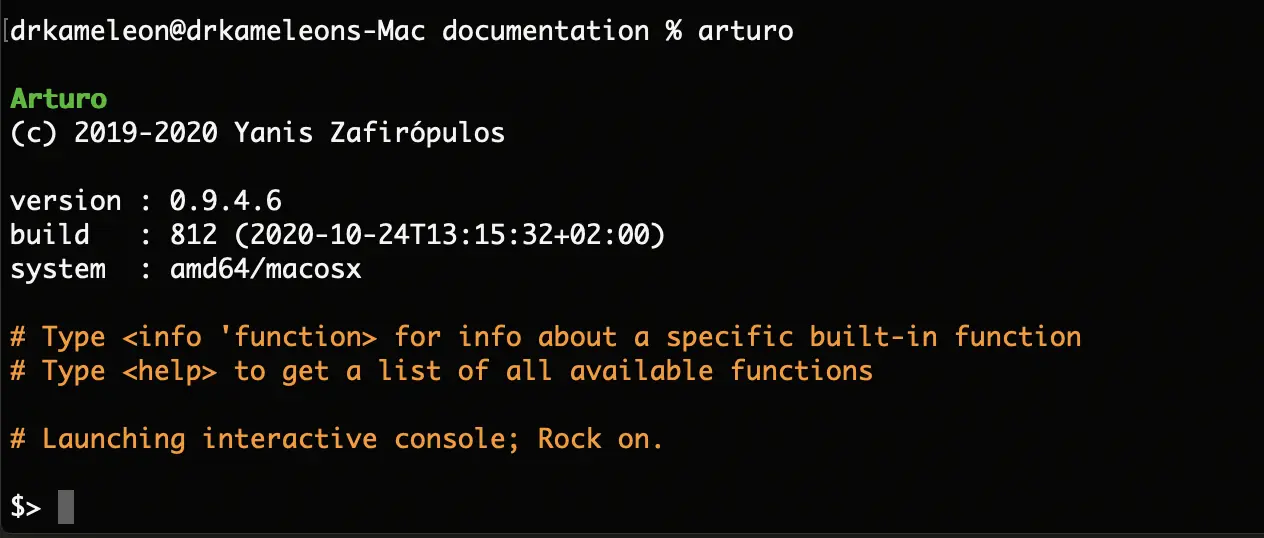 [drkameleon@drkameleons-Mac documentation % arturo
Arturo
(c) 2019-2020 Yanis Zafirópulos
version : 0.9.4.6
build   : 812 (2020-10-24T13:15:32+02:00)
system  : amd64/macosx
# Type <info 'function> for info about a specific built-in function
# Type <help> to get a list of all available functions
# Launching interactive console; Rock on.
$>